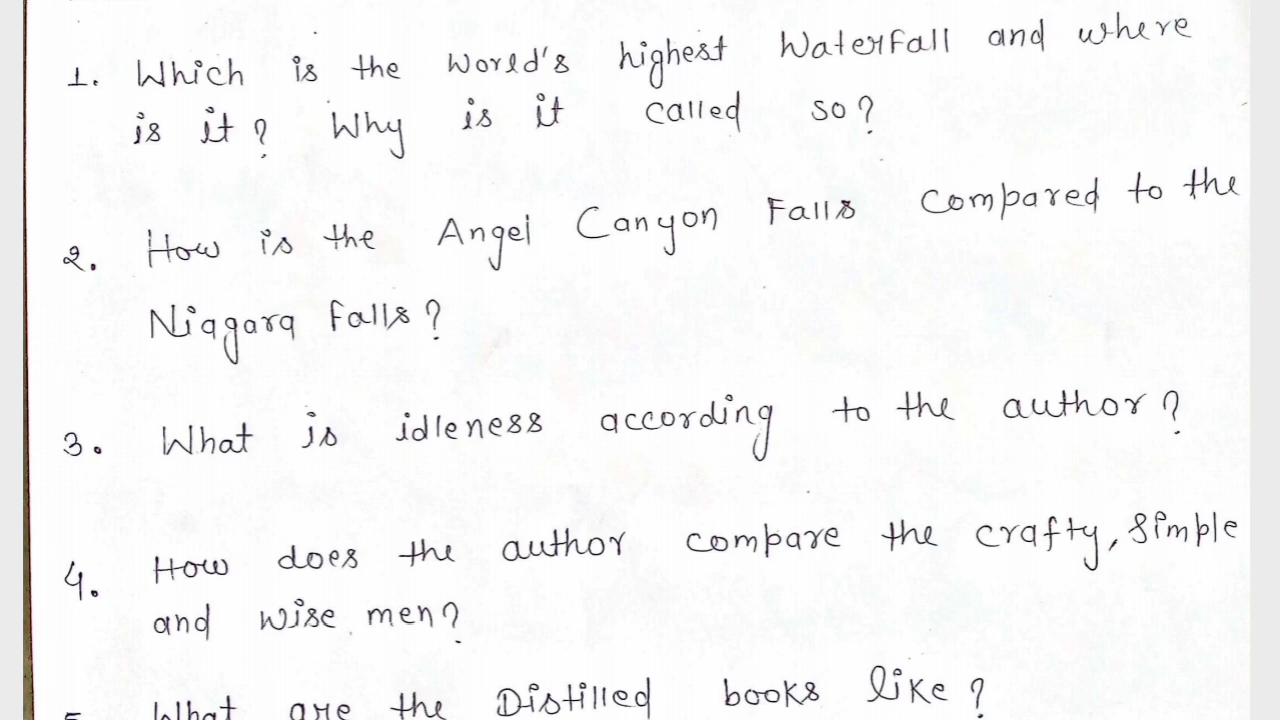 1. Which is the world's highest Waterfall and where
is it? Why is it called so?
2. How is the Angel Canyon Falls compared to the
Niagara falls?
3. What is idleness according to the author?
4. How does the author compare the crafty, simple
and wise men?
5. What are the Distilled books like?